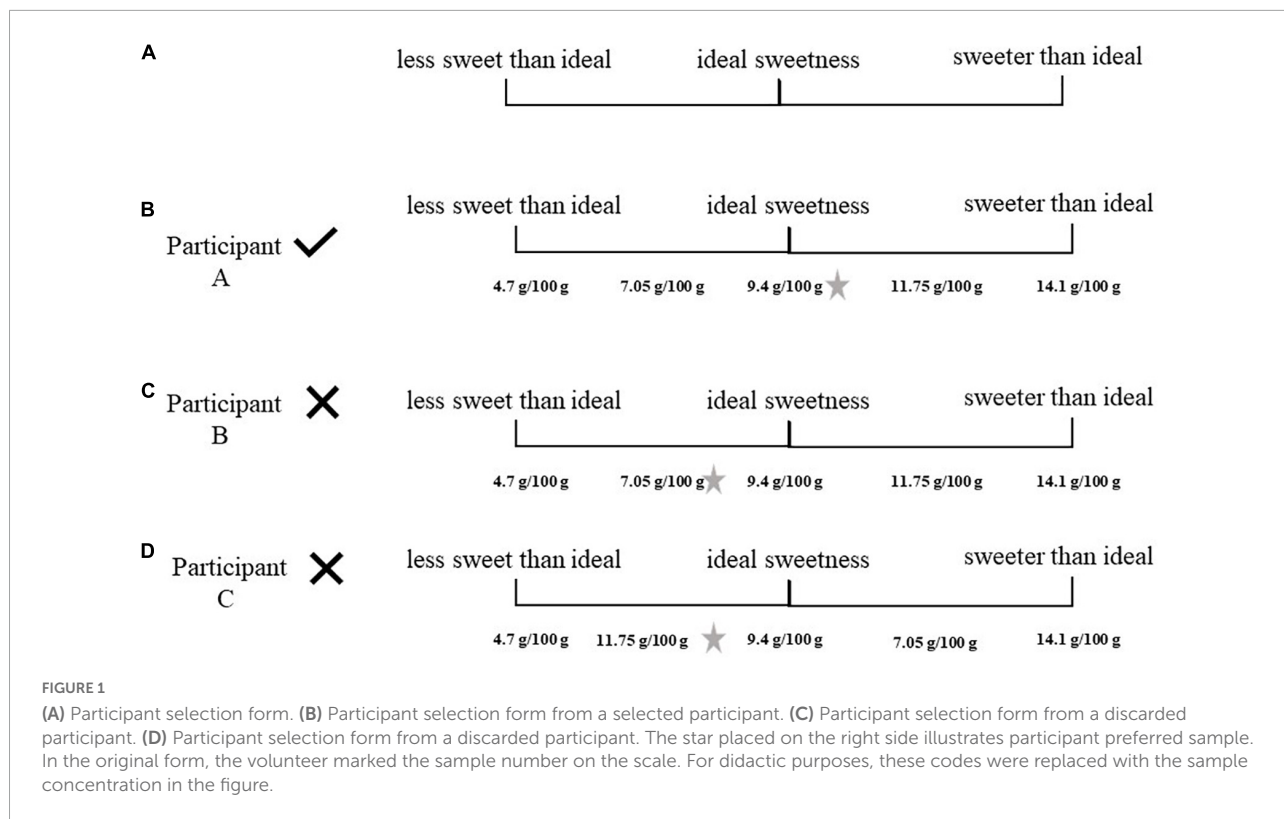 A
less sweet than ideal ideal sweetness sweeter than ideal
B
Participant
A
less sweet than ideal ideal sweetness sweeter than ideal
4.7 g/100 g 7.05 g/100 g 9.4 g/100 g 11.75 g/100 g 14.1 g/100 g
C
Participant
B
less sweet than ideal ideal sweetness sweeter than ideal
4.7 g/100 g 7.05 g/100 g 9.4 g/100 g 11.75 g/100 g 14.1 g/100 g
D
Participant
C
less sweet than ideal ideal sweetness sweeter than ideal
4.7 g/100 g 11.75 g/100 g 9.4 g/100 g 7.05 g/100 g 14.1 g/100 g
FIGURE 1
(A) Participant selection form. (B) Participant selection form from a selected participant. (C) Participant selection form from a discarded
participant. (D) Participant selection form from a discarded participant. The star placed on the right side illustrates participant preferred sample.
In the original form, the volunteer marked the sample number on the scale. For didactic purposes, these codes were replaced with the sample
concentration in the figure.